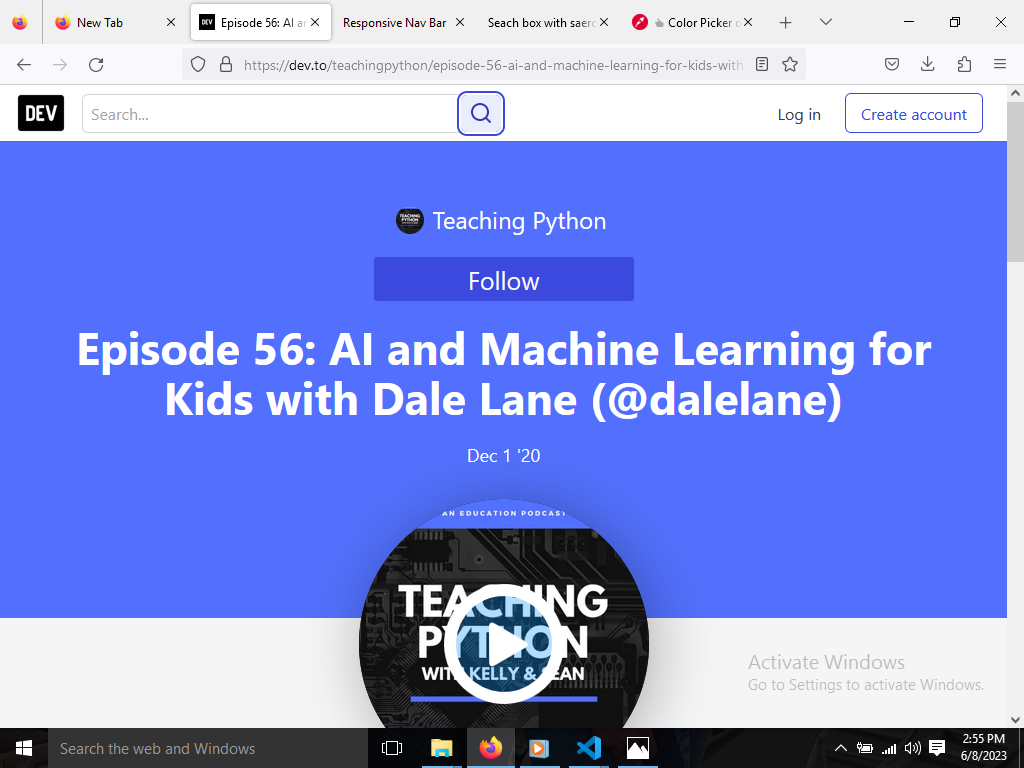 New Tab
DEV
Episode 56: AI an
Responsive Nav Bar
Seach box with saerc
Color Picker o
https://dev.to/teachingpython/episode-56-ai-and-machine-learning-for-kids-with
DEV
Search...
Log in
Create account
TEACHING
PYTHON
Teaching Python
Follow
Episode 56: AI and Machine Learning for
Kids with Dale Lane (@dalelane)
Dec 1 '20
AN EDUCATION PODCAST
TEACHING
PYTHON
WITH KELLY & SEAN
Activate Windows
Go to Settings to activate Windows.
Search the web and Windows
2:55 PM
6/8/2023